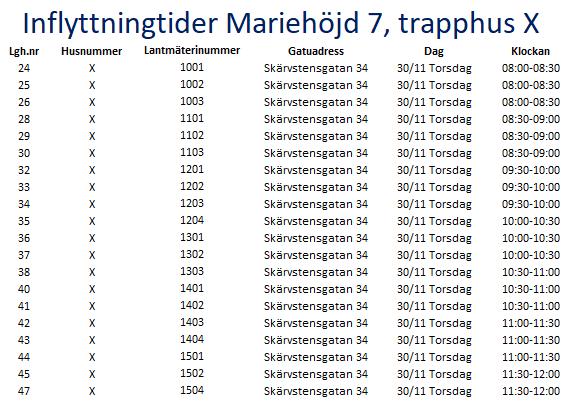 Inflyttningtider Mariehöjd 7, trapphus X
Lgh.nr Husnummer Lantmäterinummer Gatuadress Dag Klockan
24 X 1001 Skärvstensgatan 34 30/11 Torsdag 08:00-08:30
25 X 1002 Skärvstensgatan 34 30/11 Torsdag 08:00-08:30
26 X 1003 Skärvstensgatan 34 30/11 Torsdag 08:00-08:30
28 X 1101 Skärvstensgatan 34 30/11 Torsdag 08:30-09:00
29 X 1102 Skärvstensgatan 34 30/11 Torsdag 08:30-09:00
30 X 1103 Skärvstensgatan 34 30/11 Torsdag 08:30-09:00
32 X 1201 Skärvstensgatan 34 30/11 Torsdag 09:30-10:00
33 X 1202 Skärvstensgatan 34 30/11 Torsdag 09:30-10:00
34 X 1203 Skärvstensgatan 34 30/11 Torsdag 09:30-10:00
35 X 1204 Skärvstensgatan 34 30/11 Torsdag 10:00-10:30
36 X 1301 Skärvstensgatan 34 30/11 Torsdag 10:00-10:30
37 X 1302 Skärvstensgatan 34 30/11 Torsdag 10:00-10:30
38 X 1303 Skärvstensgatan 34 30/11 Torsdag 10:30-11:00
40 X 1401 Skärvstensgatan 34 30/11 Torsdag 10:30-11:00
41 X 1402 Skärvstensgatan 34 30/11 Torsdag 10:30-11:00
42 X 1403 Skärvstensgatan 34 30/11 Torsdag 11:00-11:30
43 X 1404 Skärvstensgatan 34 30/11 Torsdag 11:00-11:30
44 X 1501 Skärvstensgatan 34 30/11 Torsdag 11:00-11:30
45 X 1502 Skärvstensgatan 34 30/11 Torsdag 11:30-12:00
47 X 1504 Skärvstensgatan 34 30/11 Torsdag 11:30-12:00